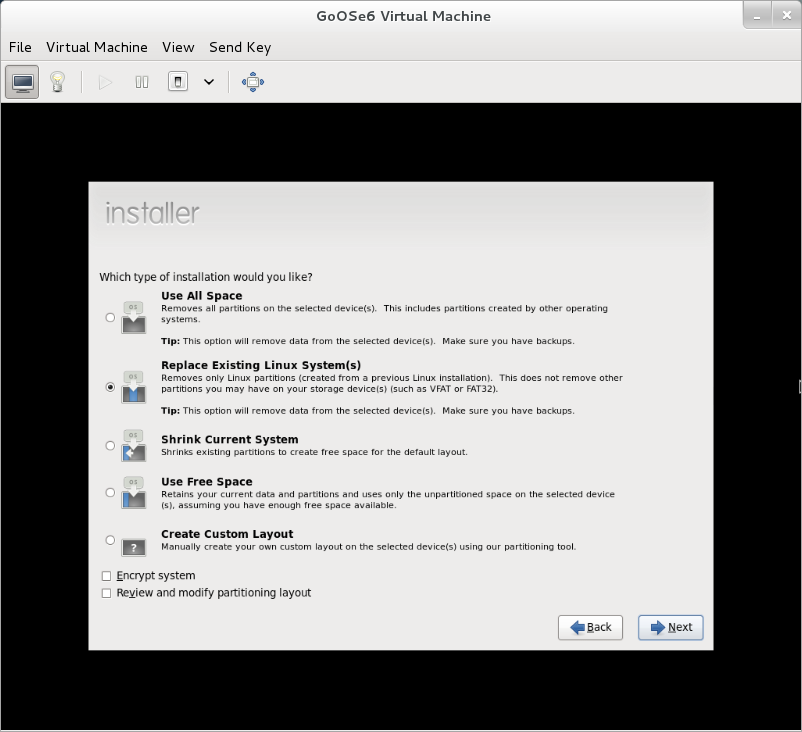 GoOSe6 Virtual Machine
File Virtual Machine View Send Key
installer
Which type of installation would you like?
OS
Use All Space
Removes all partitions on the selected device(s). This includes partitions created by other operating
systems.
Tip: This option will remove data from the selected device(s). Make sure you have backups.
OS
Replace Existing Linux System(s)
Removes only Linux partitions (created from a previous Linux installation). This does not remove other
partitions you may have on your storage device(s) (such as VFAT or FAT32).
Tip: This option will remove data from the selected device(s). Make sure you have backups.
OS
Shrink Current System
Shrinks existing partitions to create free space for the default layout.
OS
Use Free Space
Retains your current data and partitions and uses only the unpartitioned space on the selected device
(s), assuming you have enough free space available.
?
Create Custom Layout
Manually create your own custom layout on the selected device(s) using our partitioning tool.
Encrypt system
Review and modify partitioning layout
Back Next